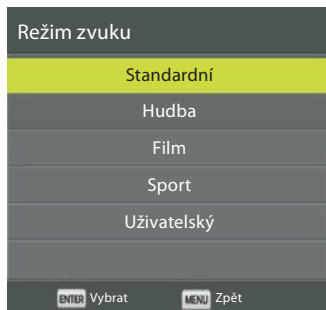 Režim zvuku
Standardní
Hudba
Film
Sport
Uživatelský
ENTER Vybrat MENU Zpět